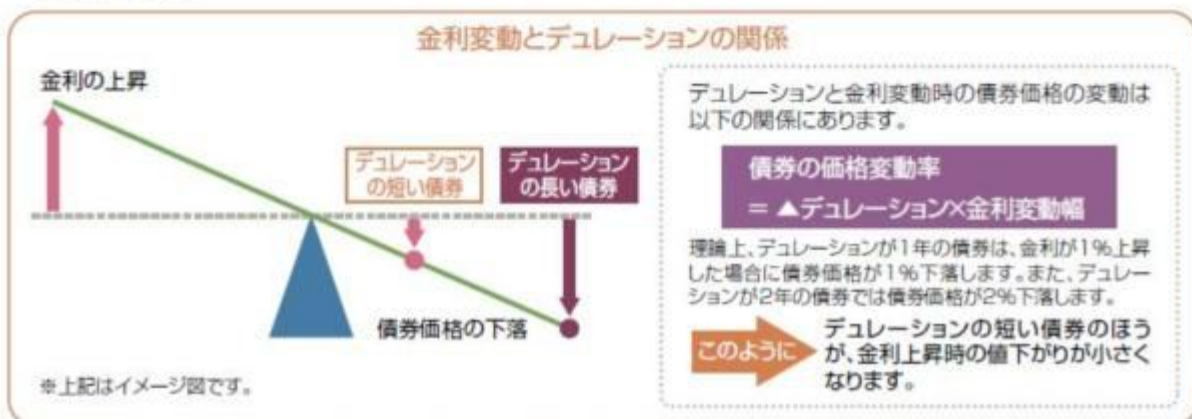 金利変動とデュレーションの関係
金利の上昇
デュレーション
の短い債券
デュレーション
の長い債券
債券価格の下落
※上記はイメージ図です。
デュレーションと金利変動時の債券価格の変動は
以下の関係にあります。
債券の価格変動率
= ▲デュレーション×金利変動幅
理論上、デュレーションが1年の債券は、金利が1%上昇
した場合に債券価格が1%下落します。また、デュレー
ションが2年の債券では債券価格が2%下落します。
このように
デュレーションの短い債券のほう
が、金利上昇時の値下がりが小さく
なります。